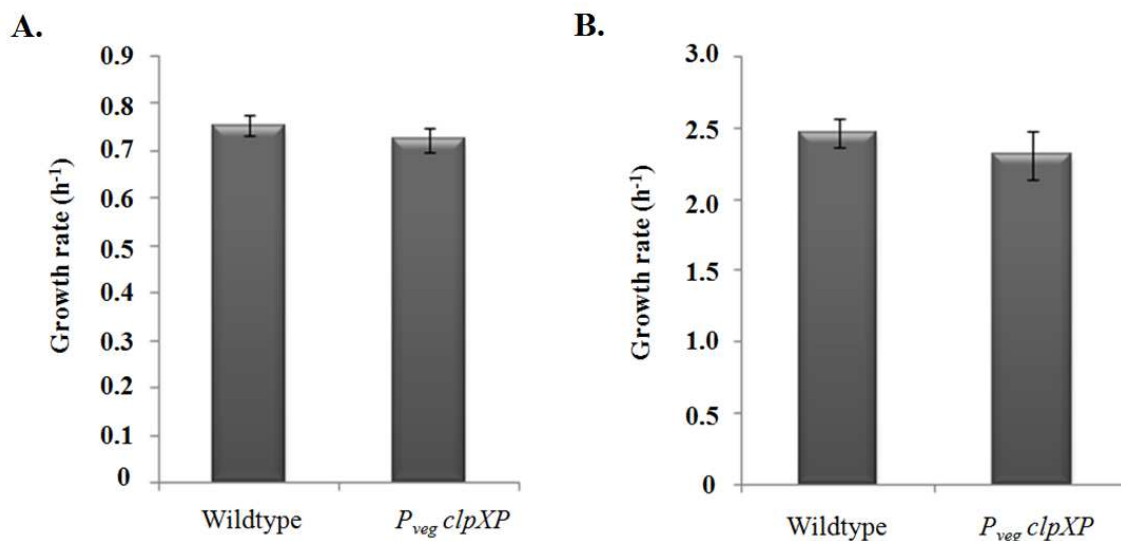 A.
Growth rate (h-1)
0.9
0.8
0.7
0.6
0.5
0.4
0.3
0.2
0.1
0
Wildtype
Pveg clpXP
B.
Growth rate (h-1)
3.0
2.5
2.0
1.5
1.0
0.5
0
Wildtype
Pveg clpXP